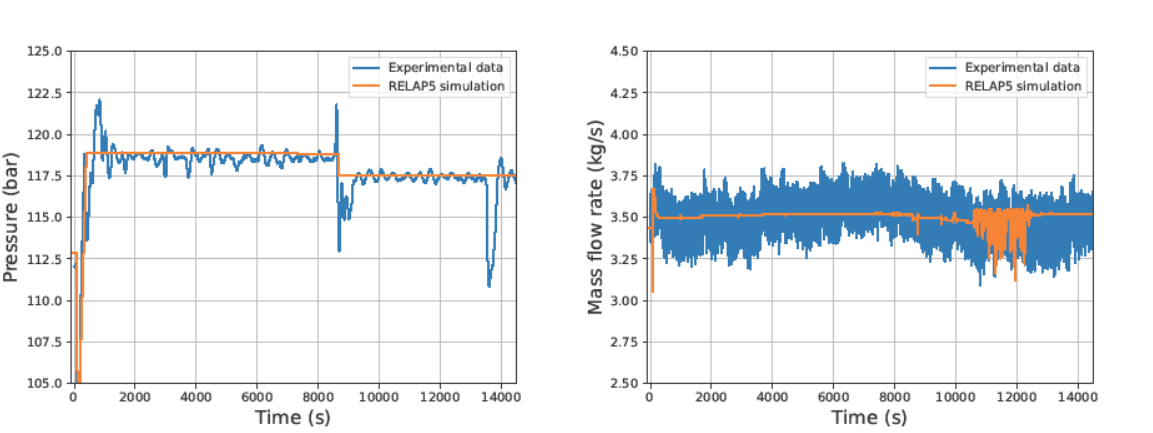 125.0
122.5
120.0
117.5
115.0
112.5
110.0
107.5
105.0
Pressure (bar)
0 2000 4000 6000 8000 10000 12000 14000
Time (s)
Experimental data
RELAP5 simulation
4.50
4.25
4.00
3.75
3.50
3.25
3.00
2.75
2.50
Mass flow rate (kg/s)
0 2000 4000 6000 8000 10000 12000 14000
Time (s)
Experimental data
RELAP5 simulation